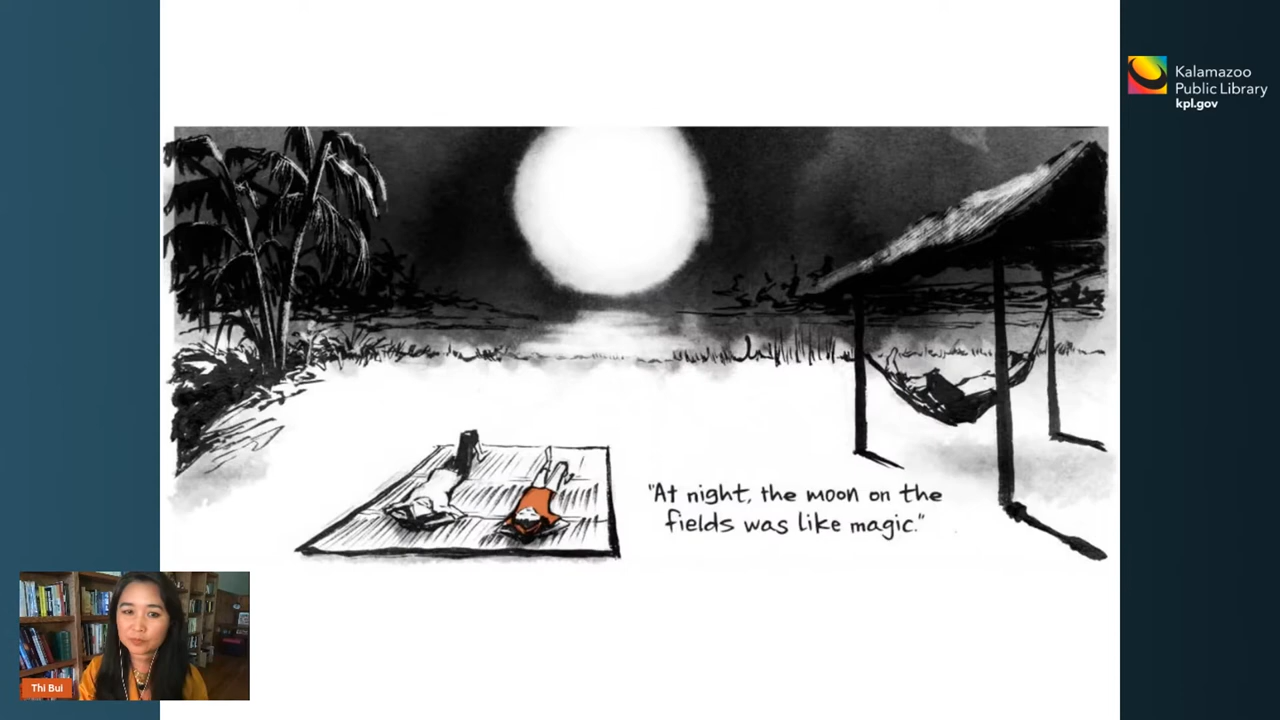 Kalamazoo
Public Library
kpl.gov
"At night, the moon on the
fields was like magic."
Thi Bui